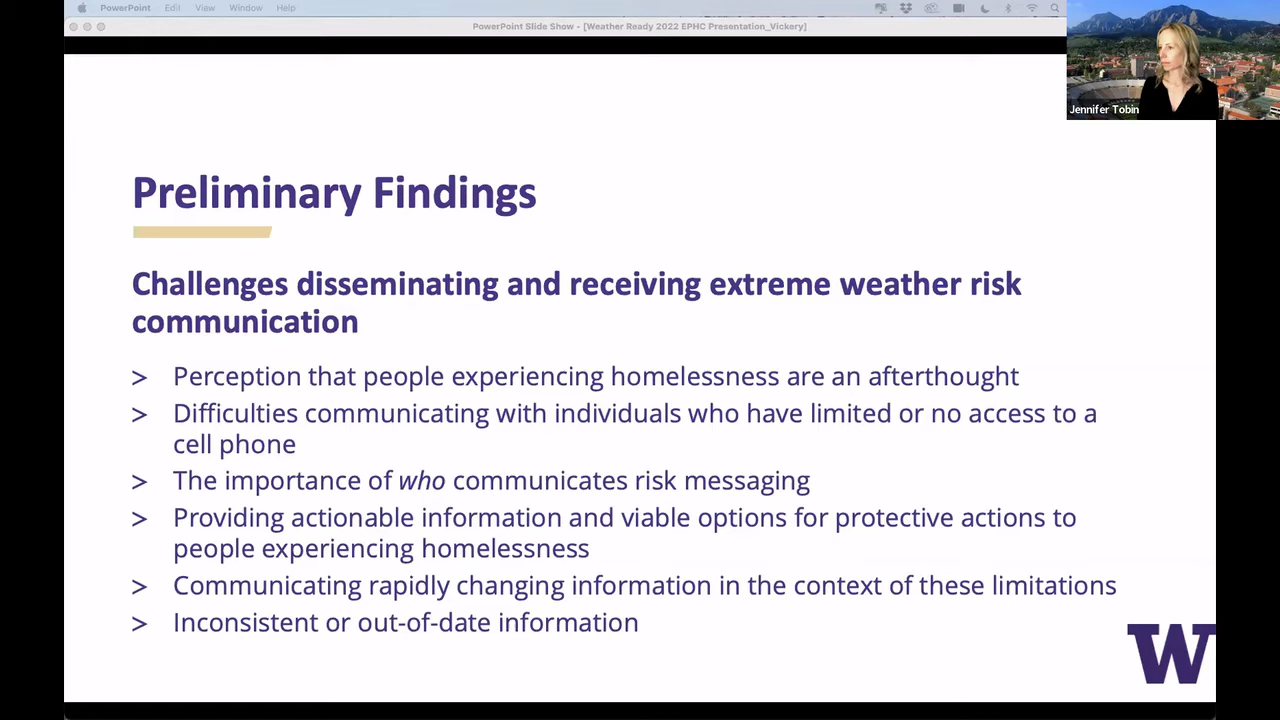 PowerPoint Edit View Window Help
PowerPoint Slide Show - [Weather Ready 2022 EPHC Presentation_Vickery]
Jennifer Tobin
Preliminary Findings
Challenges disseminating and receiving extreme weather risk
communication
> Perception that people experiencing homelessness are an afterthought
> Difficulties communicating with individuals who have limited or no access to a
cell phone
> The importance of who communicates risk messaging
> Providing actionable information and viable options for protective actions to
people experiencing homelessness
> Communicating rapidly changing information in the context of these limitations
> Inconsistent or out-of-date information
W